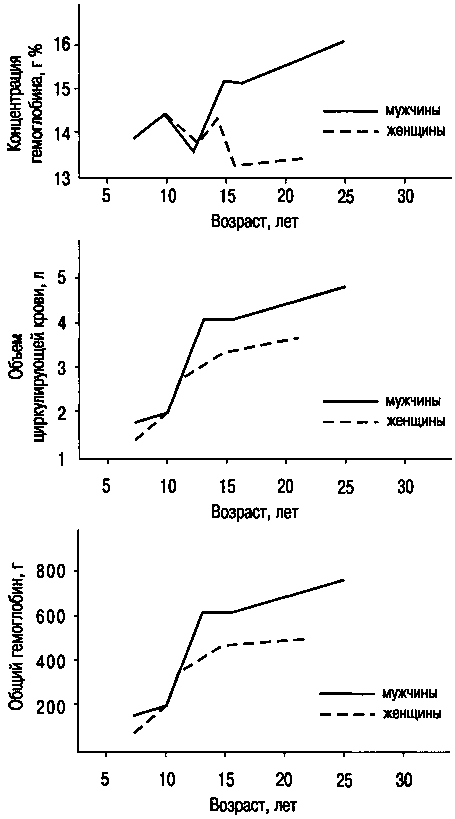 Концентрация
гемоглобина, г %
16
15
14
13
мужчины
женщины
5 10 15 20 25 30
Возраст, лет
Объем
циркулирующей крови, л
5
4
3
2
1
мужчины
женщины
5 10 15 20 25 30
Возраст, лет
Общий гемоглобин, г
800
600
400
200
мужчины
женщины
5 10 15 20 25 30
Возраст, лет